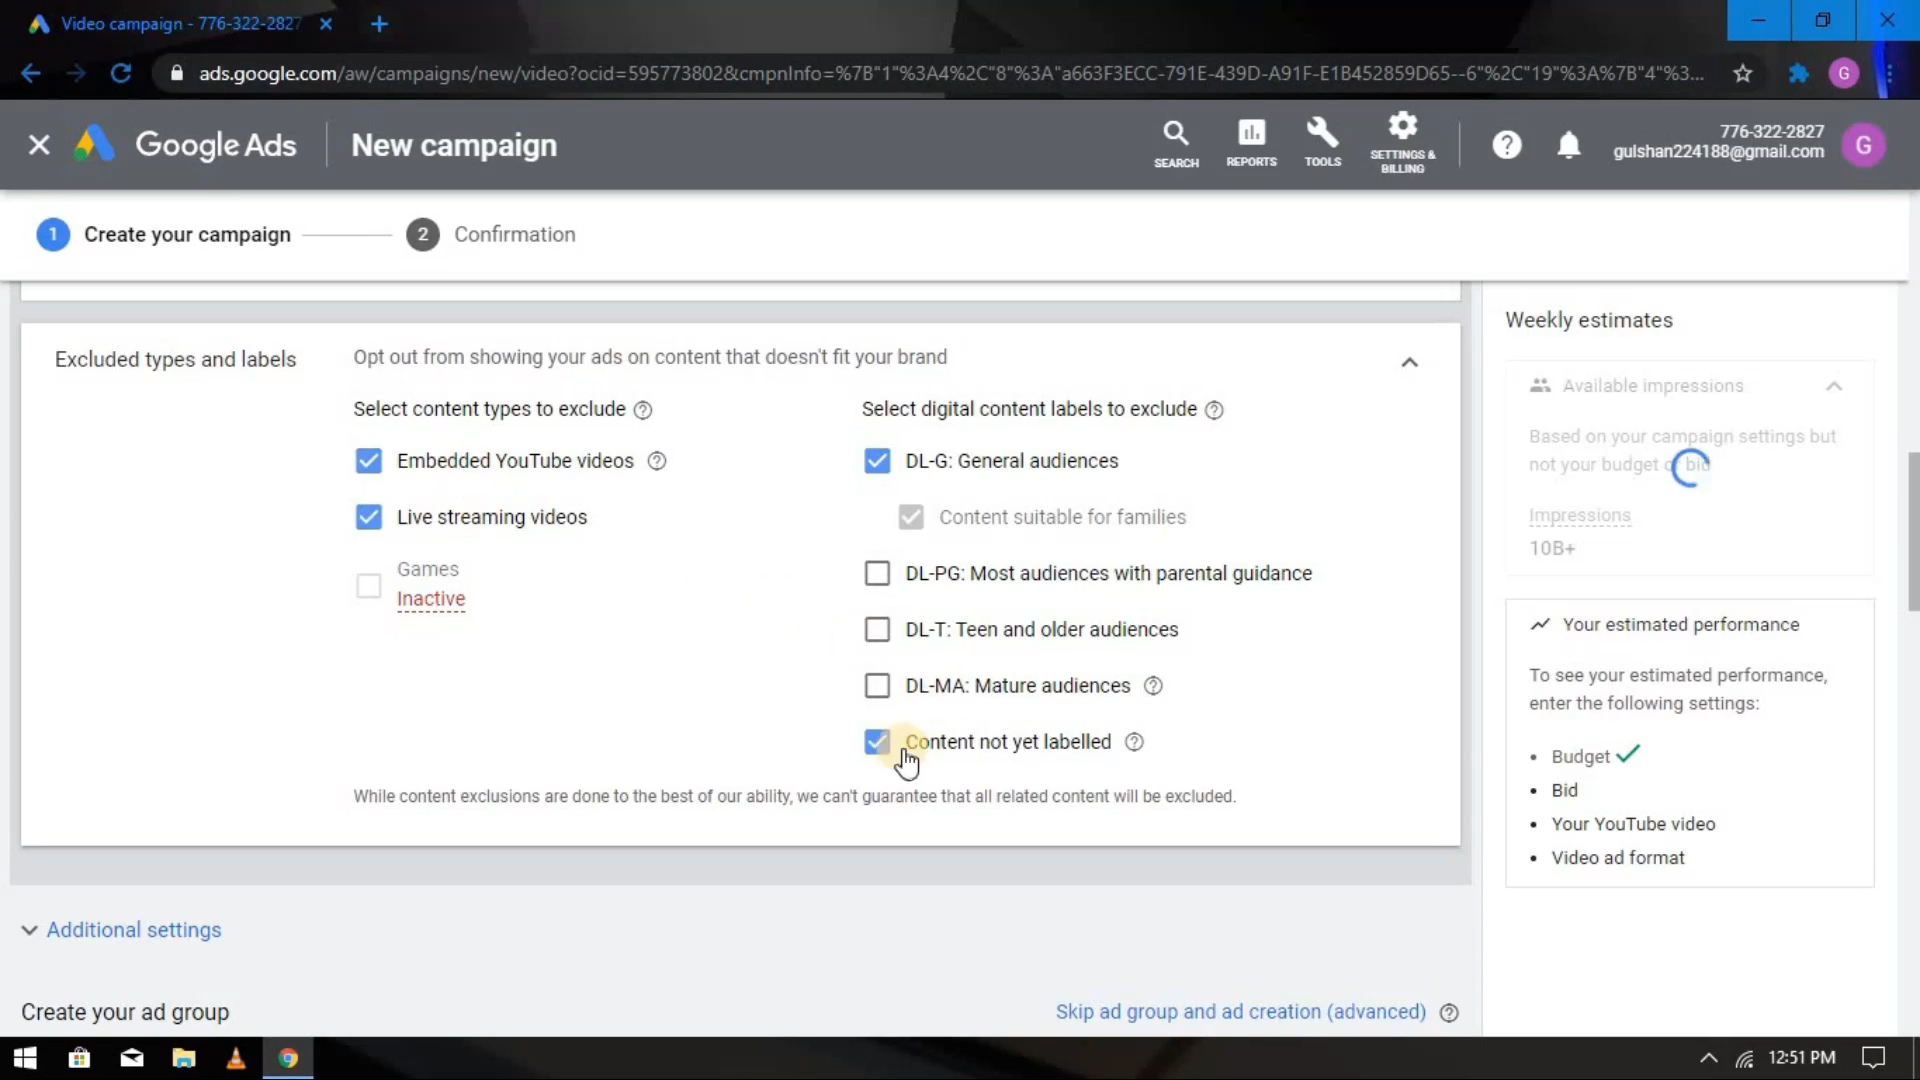 Video campaign - 776-322-2827
ads.google.com/aw/campaigns/new/video?ocid=595773802&cmpnInfo=%7B"1"%3A4%2C"8"%3A"a663F3ECC-791E-439D-A91F-E1B452859D65--6"%2C"19"%3A%7B"4"%3...
G
Google Ads
New campaign
SEARCH
REPORTS
TOOLS
SETTINGS &
BILLING
776-322-2827
gulshan224188@gmail.com
G
1 Create your campaign
2 Confirmation
Excluded types and labels
Opt out from showing your ads on content that doesn't fit your brand
Select content types to exclude
Embedded YouTube videos
Live streaming videos
Games
Inactive
Select digital content labels to exclude
DL-G: General audiences
Content suitable for families
DL-PG: Most audiences with parental guidance
DL-T: Teen and older audiences
DL-MA: Mature audiences
Content not yet labelled
While content exclusions are done to the best of our ability, we can't guarantee that all related content will be excluded.
Weekly estimates
Available impressions
Based on your campaign settings but
not your budget or bid
Impressions
10B+
Your estimated performance
To see your estimated performance,
enter the following settings:
• Budget
• Bid
• Your YouTube video
• Video ad format
Additional settings
Create your ad group
Skip ad group and ad creation (advanced)
12:51 PM